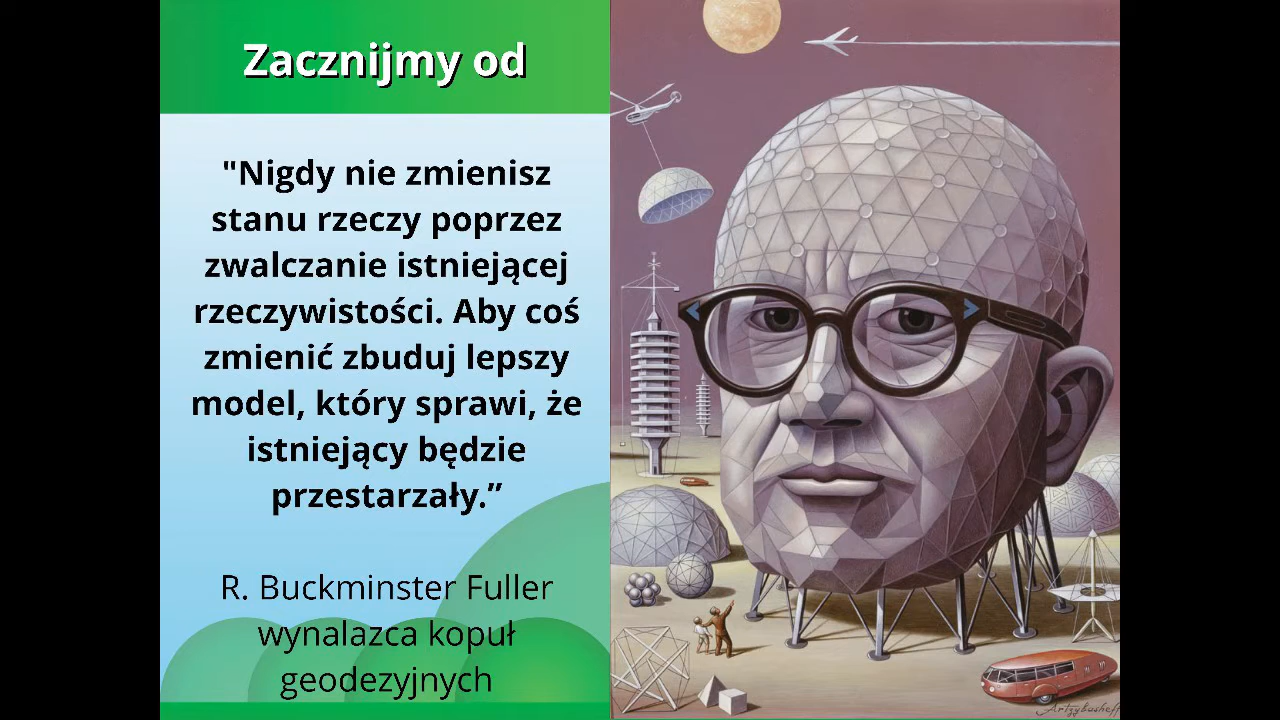 Zacznijmy od
"Nigdy nie zmienisz
stanu rzeczy poprzez
zwalczanie istniejącej
rzeczywistości. Aby coś
zmienić zbuduj lepszy
model, który sprawi, że
istniejący będzie
przestarzały.”
R. Buckminster Fuller
wynalazca kopuł
geodezyjnych
Artzybasheff